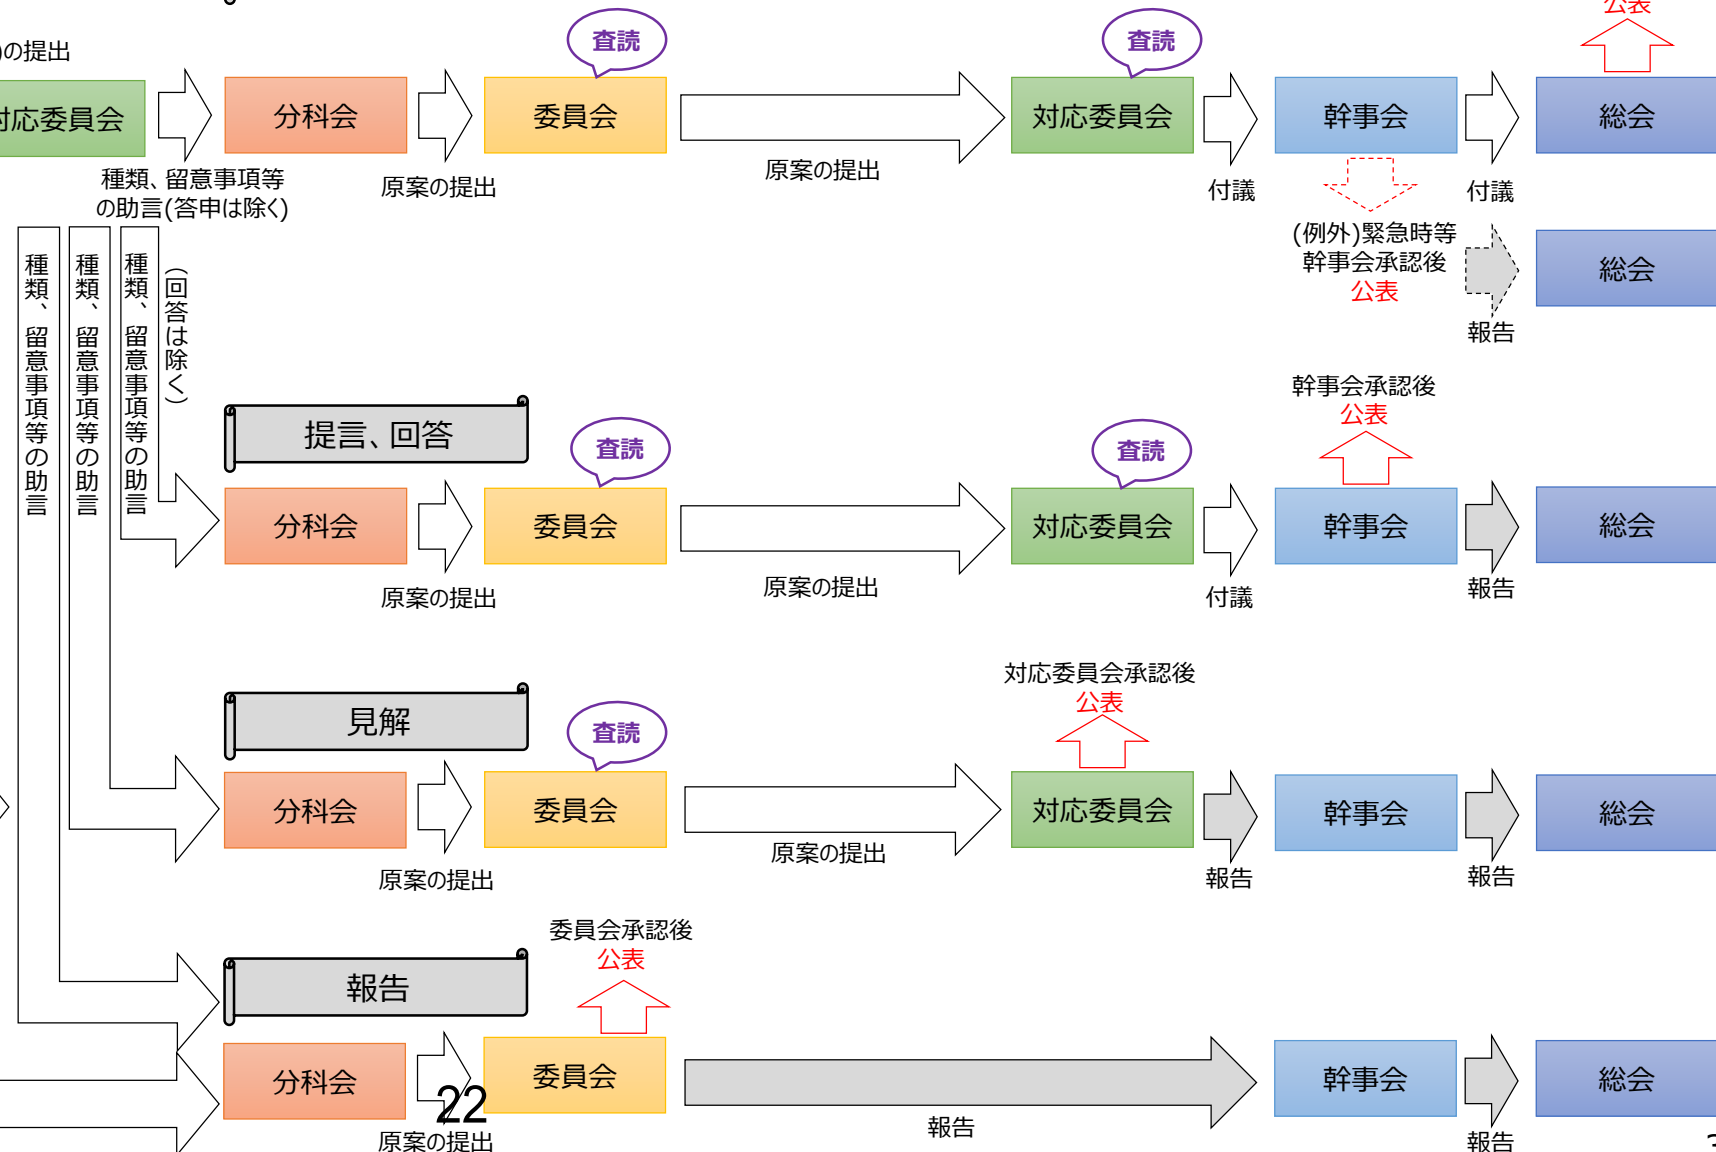 公表
査読
査読
の提出
対応委員会
分科会
委員会
対応委員会
幹事会
総会
種類、留意事項等
の助言(答申は除く)
原案の提出
原案の提出
付議
付議
(例外)緊急時等
幹事会承認後
公表
総会
報告
種類、留意事項等の助言
種類、留意事項等の助言
種類、留意事項等の助言
(回答は除く)
幹事会承認後
公表
提言、回答
査読
査読
分科会
委員会
対応委員会
幹事会
総会
原案の提出
原案の提出
付議
報告
対応委員会承認後
公表
見解
査読
分科会
委員会
対応委員会
幹事会
総会
原案の提出
原案の提出
報告
報告
委員会承認後
公表
報告
分科会
委員会
幹事会
総会
22
原案の提出
報告
報告